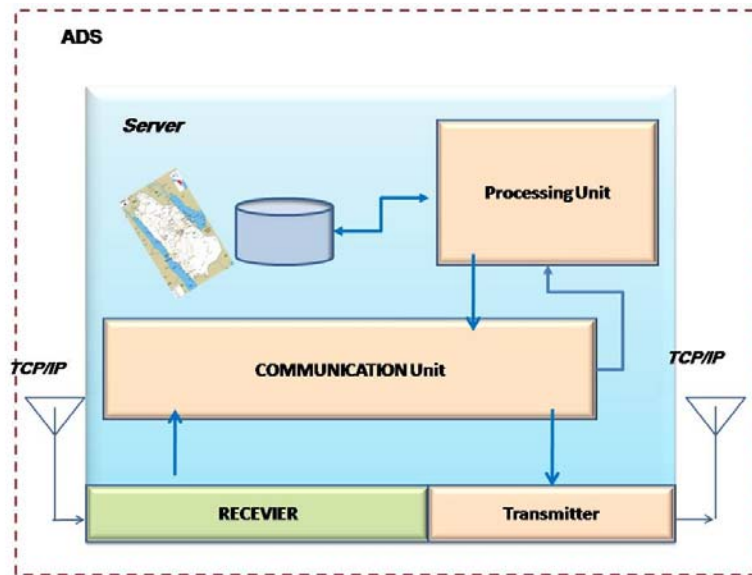 ADS
Server
Processing Unit
COMMUNICATION Unit
TCP/IP
TCP/IP
RECEVIER
Transmitter